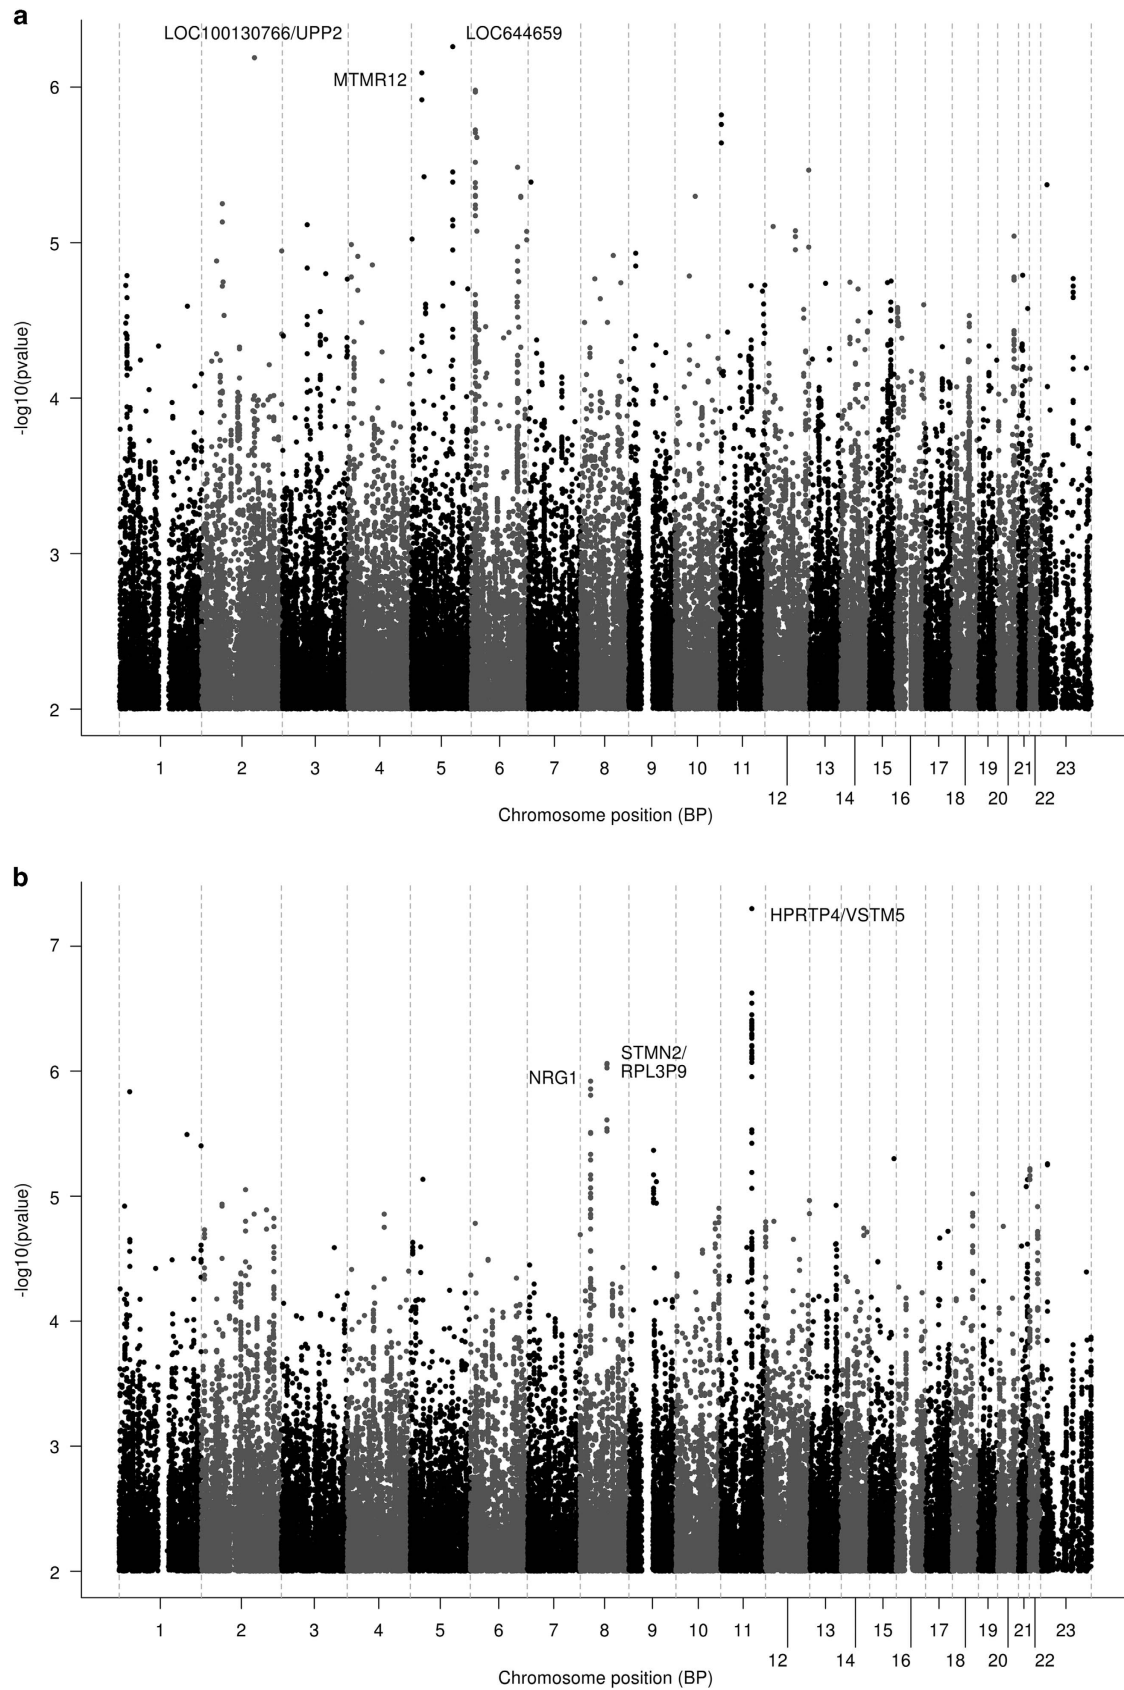 a
LOC100130766/UPP2
LOC644659
MTMR12
6
5
4
3
2
-log10(pvalue)
1 2 3 4 5 6 7 8 9 10 11 13 15 17 19 21 23
12 14 16 18 20 22
Chromosome position (BP)
b
HPRTP4/VSTM5
7
STMN2/
RPL3P9
NRG1
6
5
4
3
2
-log10(pvalue)
1 2 3 4 5 6 7 8 9 10 11 13 15 17 19 21 23
12 14 16 18 20 22
Chromosome position (BP)